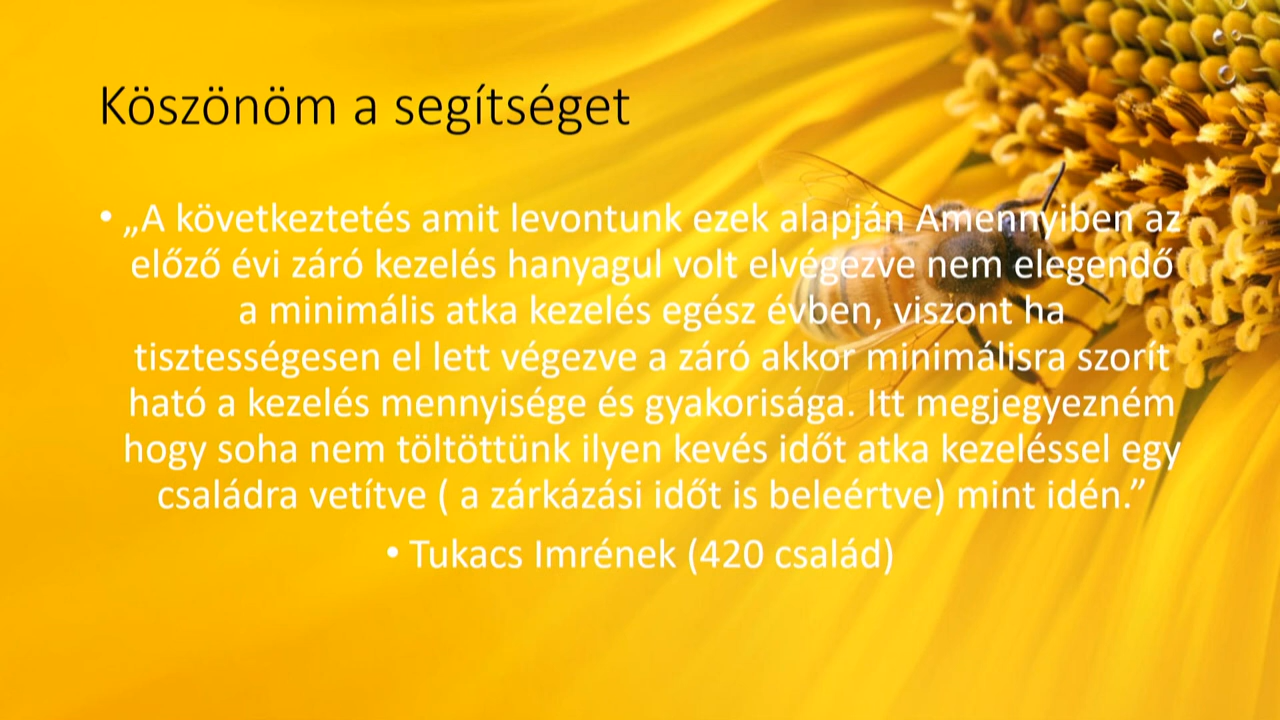 Köszönöm a segítséget
• „A következtetés amit levontunk ezek alapján Amennyiben az
előző évi záró kezelés hanyagul volt elvégezve nem elegendő
a minimális atka kezelés egész évben, viszont ha
tisztességesen el lett végezve a záró akkor minimálisra szorít
ható a kezelés mennyisége és gyakorisága. Itt megjegyezném
hogy soha nem töltöttünk ilyen kevés időt atka kezeléssel egy
családra vetítve ( a zárkázási időt is beleértve) mint idén.”
• Tukacs Imrének (420 család)